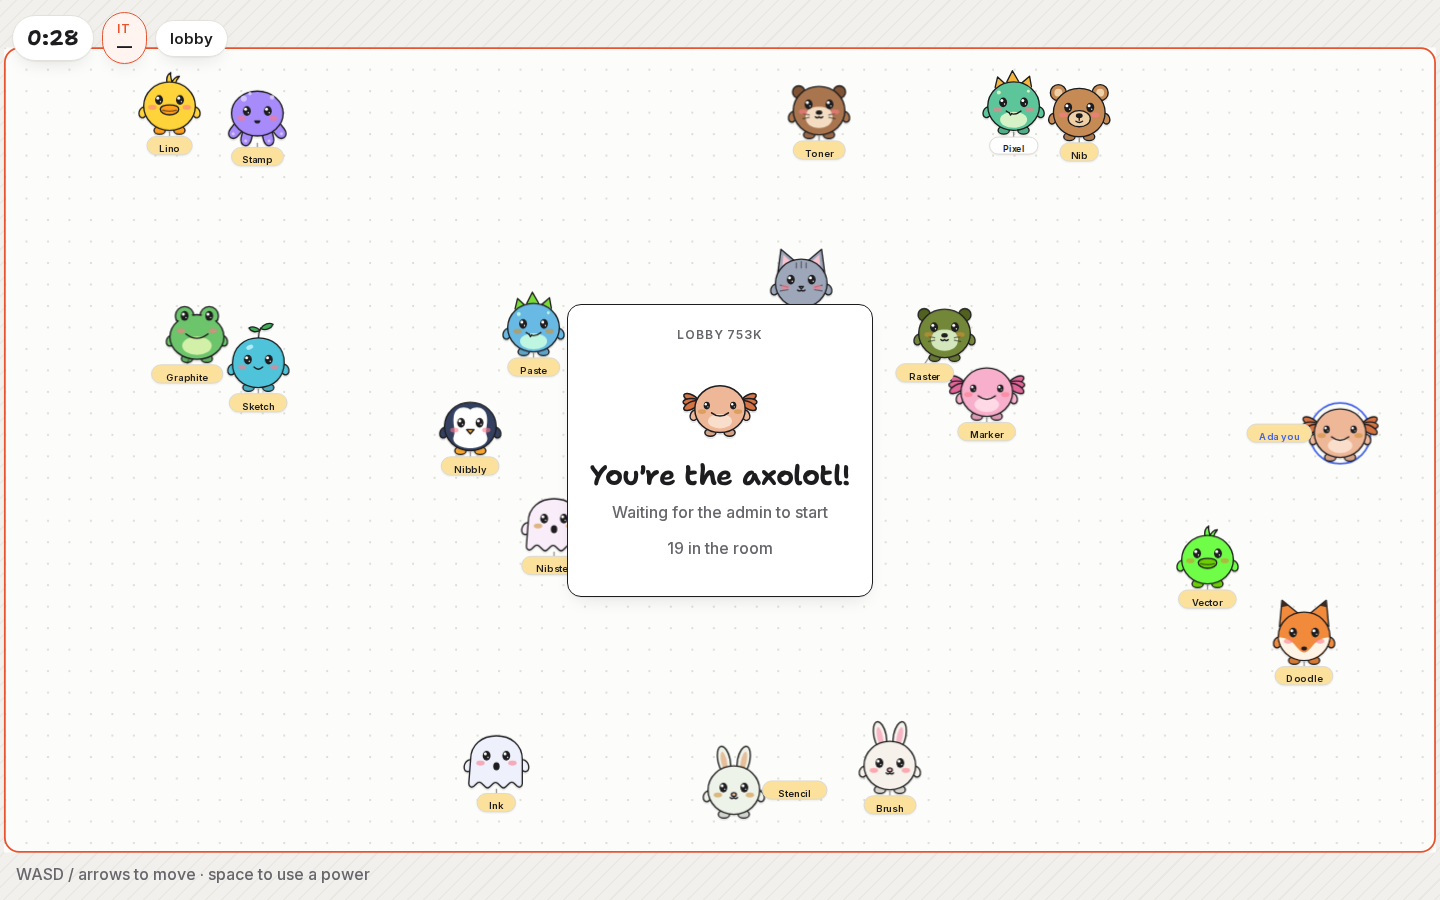 0:28
IT
—
lobby
Lino
Stamp
Toner
Pixel
Nib
Graphite
Sketch
Paste
Raster
Marker
Nibbly
Ada you
LOBBY 753K
You're the axolotl!
Waiting for the admin to start
19 in the room
Vector
Doodle
Ink
Stencil
Brush
WASD / arrows to move · space to use a power